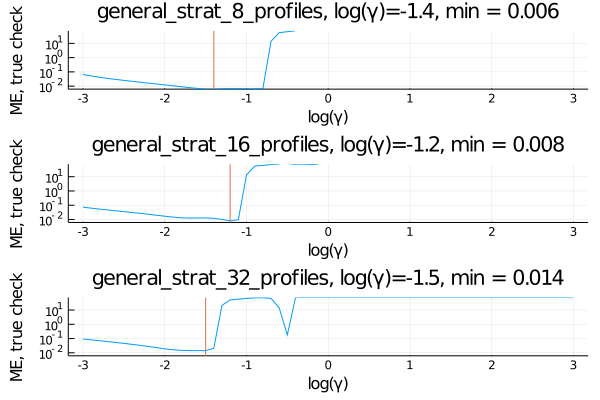 general_strat_8_profiles, log(γ)=-1.4, min = 0.006
ME, true check
10¹
10⁰
10⁻¹
10⁻²
-3 -2 -1 0 1 2 3
log(γ)
general_strat_16_profiles, log(γ)=-1.2, min = 0.008
ME, true check
10¹
10⁰
10⁻¹
10⁻²
-3 -2 -1 0 1 2 3
log(γ)
general_strat_32_profiles, log(γ)=-1.5, min = 0.014
ME, true check
10¹
10⁰
10⁻¹
10⁻²
-3 -2 -1 0 1 2 3
log(γ)